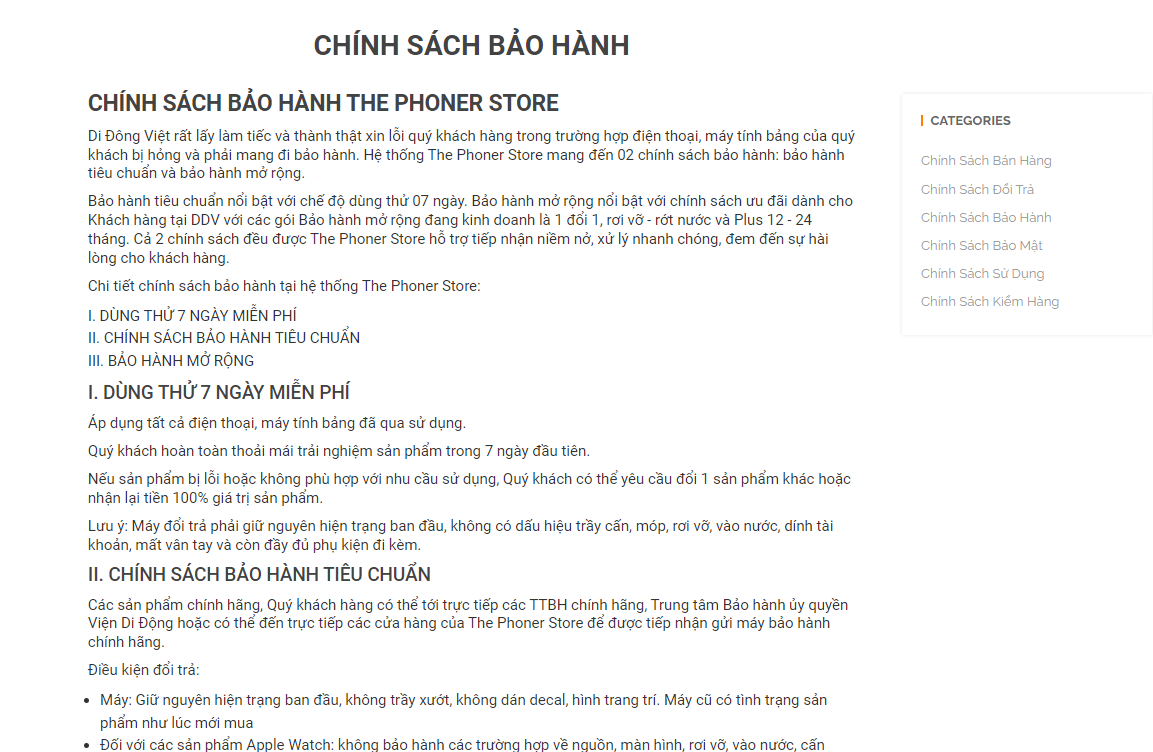 CHÍNH SÁCH BẢO HÀNH
CHÍNH SÁCH BẢO HÀNH THE PHONER STORE
Di Đông Việt rất lấy làm tiếc và thành thật xin lỗi quý khách hàng trong trường hợp điện thoại, máy tính bảng của quý
khách bị hỏng và phải mang đi bảo hành. Hệ thống The Phoner Store mang đến 02 chính sách bảo hành: bảo hành
tiêu chuẩn và bảo hành mở rộng.
Bảo hành tiêu chuẩn nổi bật với chế độ dùng thử 07 ngày. Bảo hành mở rộng nổi bật với chính sách ưu đãi dành cho
Khách hàng tại DDV với các gói Bảo hành mở rộng đang kinh doanh là 1 đổi 1, rơi vỡ - rớt nước và Plus 12 - 24
tháng. Cả 2 chính sách đều được The Phoner Store hỗ trợ tiếp nhận niềm nở, xử lý nhanh chóng, đem đến sự hài
lòng cho khách hàng.
Chi tiết chính sách bảo hành tại hệ thống The Phoner Store:
I. DÙNG THỬ 7 NGÀY MIỄN PHÍ
II. CHÍNH SÁCH BẢO HÀNH TIÊU CHUẨN
III. BẢO HÀNH MỞ RỘNG
I. DÙNG THỬ 7 NGÀY MIỄN PHÍ
Áp dụng tất cả điện thoại, máy tính bảng đã qua sử dụng.
Quý khách hoàn toàn thoải mái trải nghiệm sản phẩm trong 7 ngày đầu tiên.
Nếu sản phẩm bị lỗi hoặc không phù hợp với nhu cầu sử dụng, Quý khách có thể yêu cầu đổi 1 sản phẩm khác hoặc
nhận lại tiền 100% giá trị sản phẩm.
Lưu ý: Máy đổi trả phải giữ nguyên hiện trạng ban đầu, không có dấu hiệu trầy cấn, móp, rơi vỡ, vào nước, dính tài
khoản, mất vân tay và còn đầy đủ phụ kiện đi kèm.
II. CHÍNH SÁCH BẢO HÀNH TIÊU CHUẨN
Các sản phẩm chính hãng, Quý khách hàng có thể tới trực tiếp các TTBH chính hãng, Trung tâm Bảo hành ủy quyền
Viện Di Động hoặc có thể đến trực tiếp các cửa hàng của The Phoner Store để được tiếp nhận gửi máy bảo hành
chính hãng.
Điều kiện đổi trả:
• Máy: Giữ nguyên hiện trạng ban đầu, không trầy xướt, không dán decal, hình trang trí. Máy cũ có tình trạng sản
phẩm như lúc mới mua
• Đối với các sản phẩm Apple Watch: không bảo hành các trường hợp về nguồn, màn hình, rơi vỡ, vào nước, cấn
CATEGORIES
Chính Sách Bán Hàng
Chính Sách Đổi Trả
Chính Sách Bảo Hành
Chính Sách Bảo Mật
Chính Sách Sử Dụng
Chính Sách Kiểm Hàng